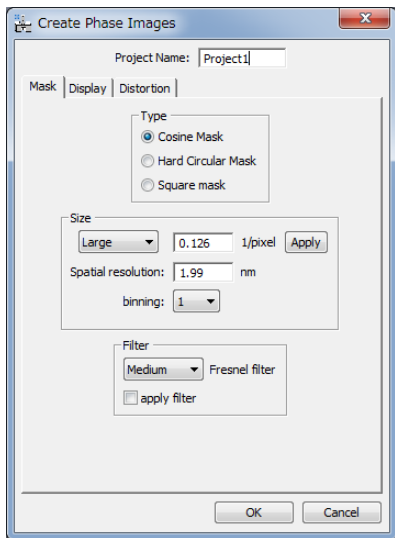 Create Phase Images
Project Name: Project1
Mask Display Distortion
Type
Cosine Mask
Hard Circular Mask
Square mask
Size
Large 0.126 1/pixel Apply
Spatial resolution: 1.99 nm
binning: 1
Filter
Medium Fresnel filter
apply filter
OK Cancel